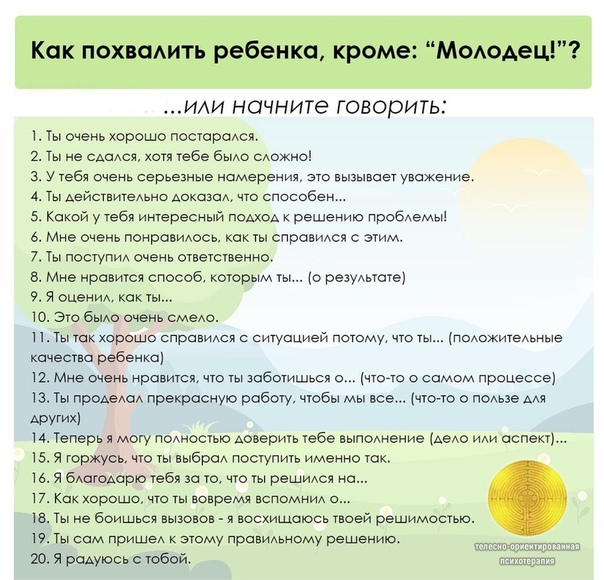 Как похвалить ребенка, кроме: “Молодец!”?
...или начните говорить:
1. Ты очень хорошо постарался.
2. Ты не сдался, хотя тебе было сложно!
3. У тебя очень серьезные намерения, это вызывает уважение.
4. Ты действительно доказал, что способен...
5. Какой у тебя интересный подход к решению проблемы!
6. Мне очень понравилось, как ты справился с этим.
7. Ты поступил очень ответственно.
8. Мне нравится способ, которым ты... (о результате)
9. Я оценил, как ты...
10. Это было очень смело.
11. Ты так хорошо справился с ситуацией потому, что ты... (положительные
качества ребенка)
12. Мне очень нравится, что ты заботишься о... (что-то о самом процессе)
13. Ты проделал прекрасную работу, чтобы мы все... (что-то о пользе для
других)
14. Теперь я могу полностью доверить тебе выполнение (дело или аспект)...
15. Я горжусь, что ты выбрал поступить именно так.
16. Я благодарю тебя за то, что ты решился на...
17. Как хорошо, что ты вовремя вспомнил о...
18. Ты не боишься вызовов - я восхищаюсь твоей решимостью.
19. Ты сам пришел к этому правильному решению.
20. Я радуюсь с тобой.
телесно-ориентированная
психотерапия